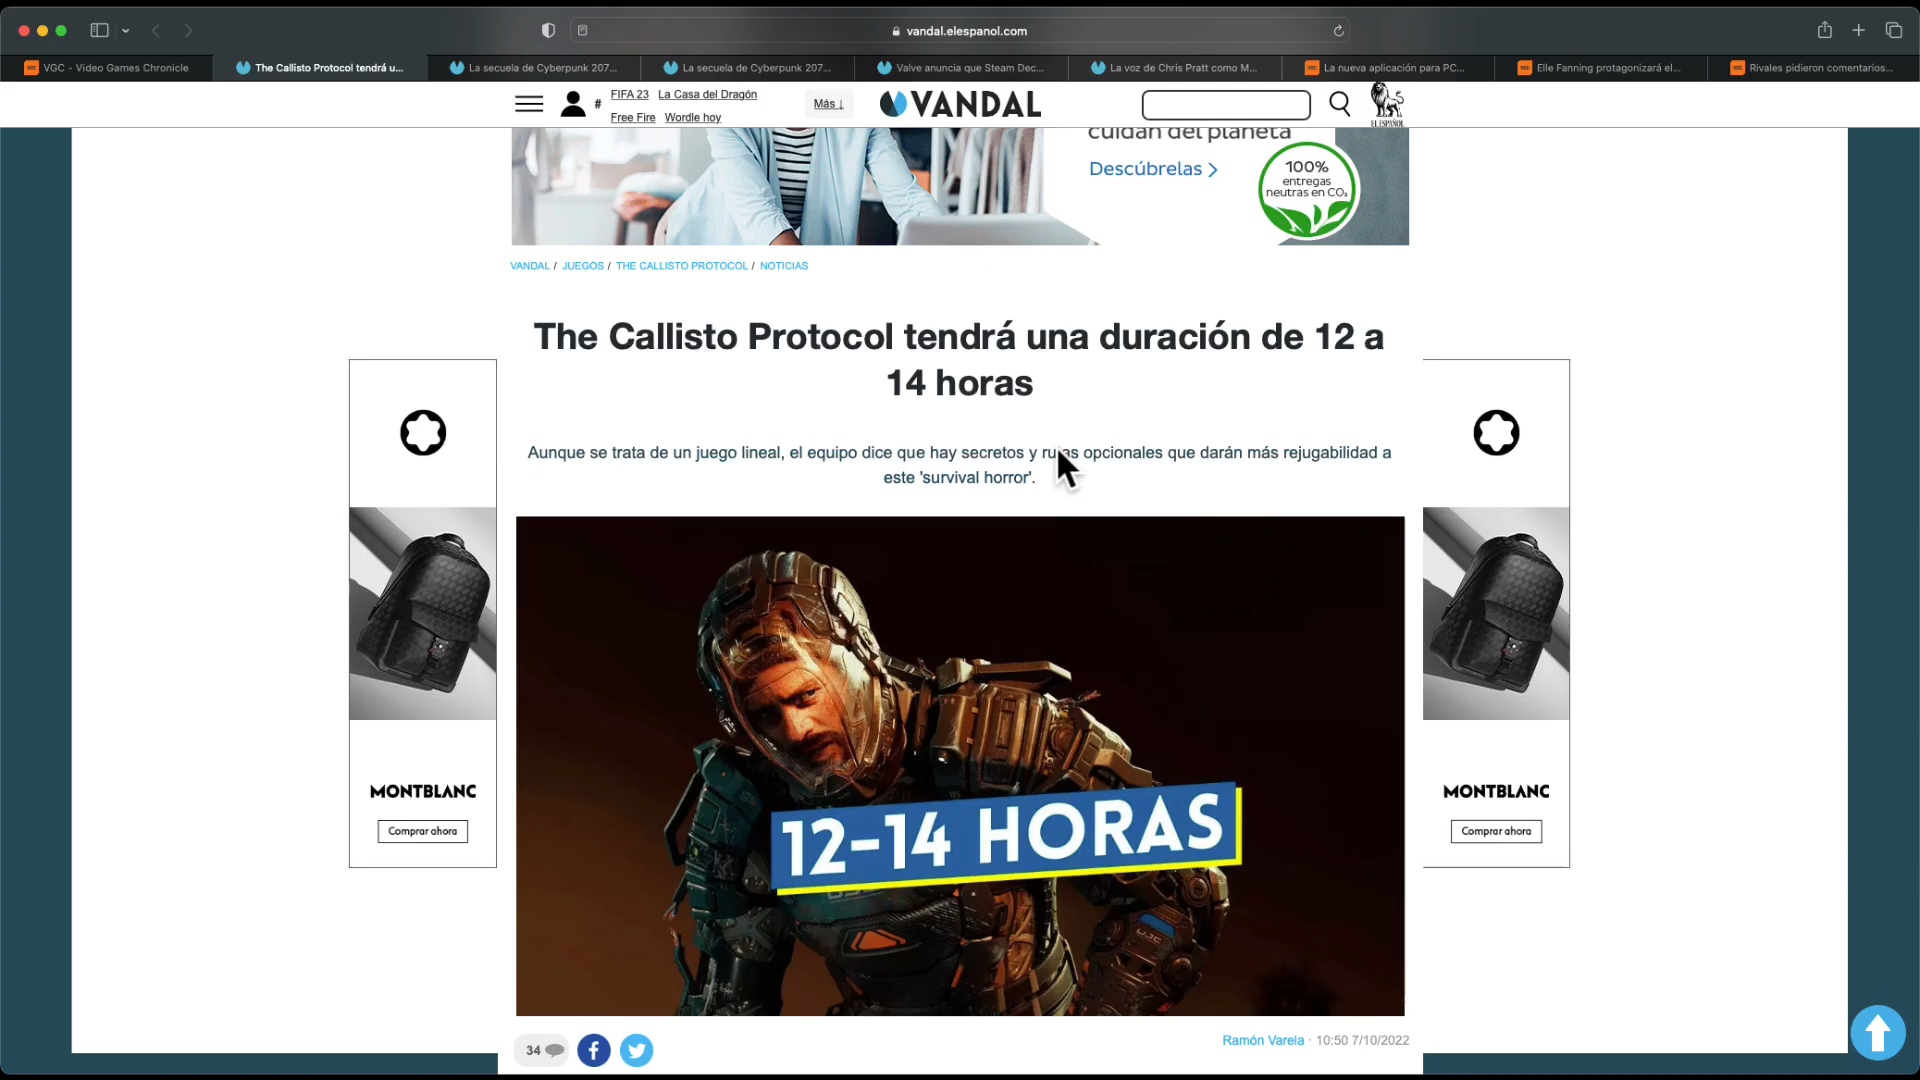 vandal.elespanol.com
VGC - Video Games Chronicle
The Callisto Protocol tendrá u...
La secuela de Cyberpunk 207...
La secuela de Cyberpunk 207...
Valve anuncia que Steam Dec...
La voz de Chris Pratt como M...
La nueva aplicación para PC...
Elle Fanning protagonizará el...
Rivales pidieron comentarios...
# FIFA 23 La Casa del Dragón
Free Fire Wordle hoy
Más ↓
VANDAL
EL ESPAÑOL
cuidan del planeta
Descúbrelas >
100%
entregas
neutras en CO₂
VANDAL / JUEGOS / THE CALLISTO PROTOCOL / NOTICIAS
The Callisto Protocol tendrá una duración de 12 a
14 horas
Aunque se trata de un juego lineal, el equipo dice que hay secretos y rutas opcionales que darán más rejugabilidad a
este 'survival horror'.
MONTBLANC
Comprar ahora
12-14 HORAS
UJC
MONTBLANC
Comprar ahora
34
Ramón Varela · 10:50 7/10/2022